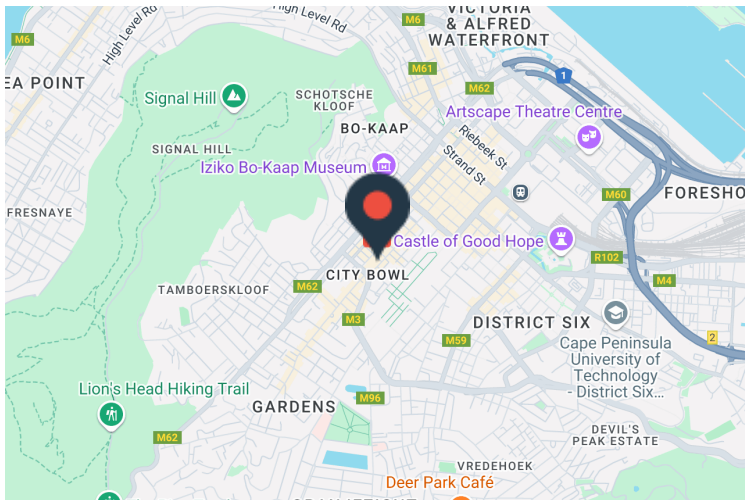 High Level Rd
VICTORIA
& ALFRED
WATERFRONT
M6
M6
High Level Rd
M61
1
EA POINT
M62
Signal Hill
SCHOTSCHE
KLOOF
Artscape Theatre Centre
BO-KAAP
Riebeek St
SIGNAL HILL
Strand St
Iziko Bo-Kaap Museum
M60
FORESHO
FRESNAYE
Castle of Good Hope
R102
CITY BOWL
M4
TAMBOERSKLOOF
M62
M3
DISTRICT SIX
2
M59
Cape Peninsula
University of
Technology
- District Six...
Lion's Head Hiking Trail
M96
GARDENS
M62
DEVIL'S
PEAK ESTATE
VREDEHOEK
Deer Park Café